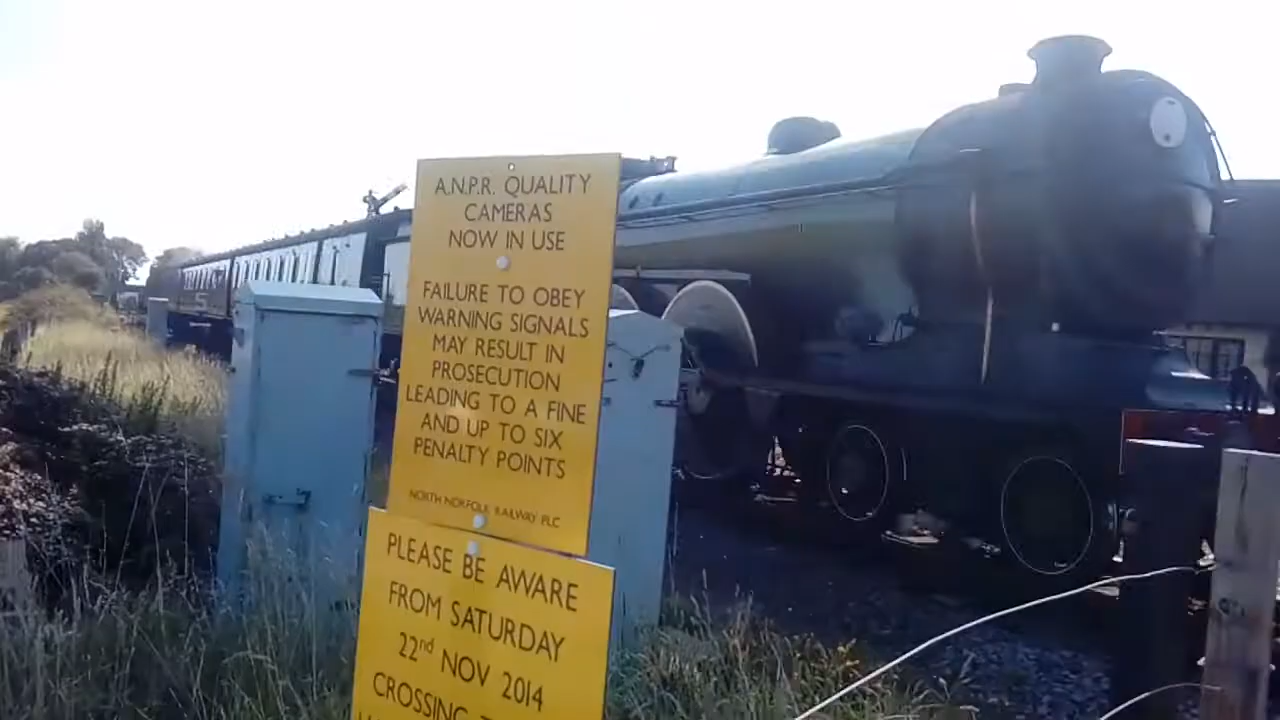 A.N.P.R. QUALITY
CAMERAS
NOW IN USE
FAILURE TO OBEY
WARNING SIGNALS
MAY RESULT IN
PROSECUTION
LEADING TO A FINE
AND UP TO SIX
PENALTY POINTS
NORTH NORFOLK RAILWAY PLC
PLEASE BE AWARE
FROM SATURDAY
22nd NOV 2014
CROSSING